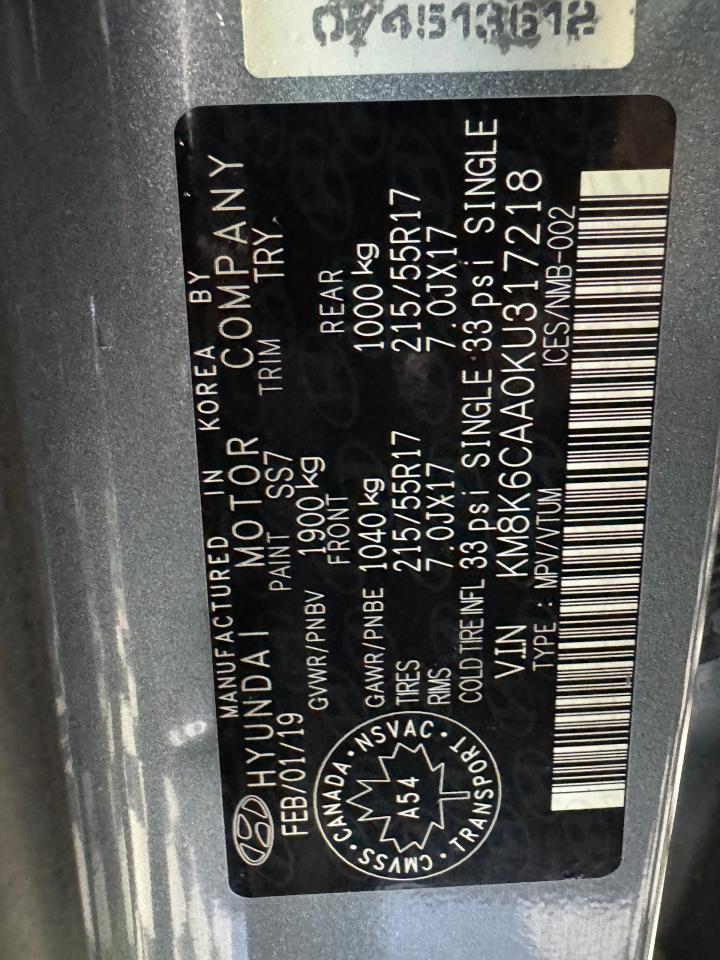 MANUFACTURED IN KOREA BY
HYUNDAI MOTOR COMPANY
FEB/01/19 PAINT SS7 TRIM TRY
GVWR/PNBV 1900 kg
FRONT REAR
GAWR/PNBE 1040 kg 1000 kg
TIRES 215/55R17 215/55R17
RIMS 7.0JX17 7.0JX17
COLD TIRE INFL 33 psi SINGLE 33 psi SINGLE
VIN KM8K6CAA0KU317218
TYPE : MPV/VTUM ICES/NMB-002
CANADA · NSVAC · TRANSPORT · CMVSS ·
A54